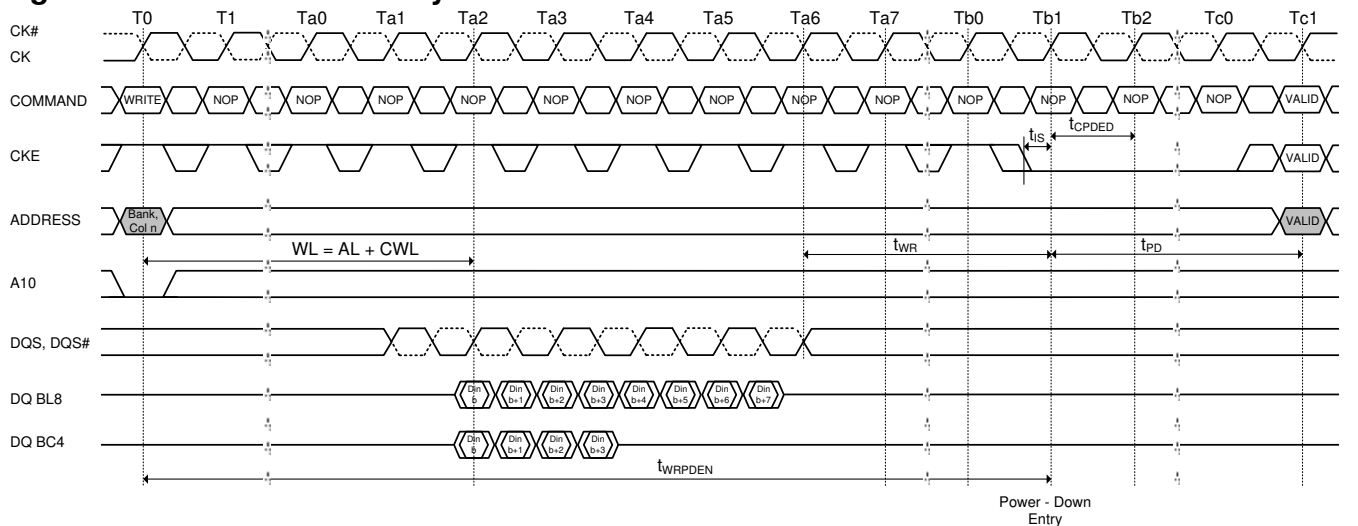 T0 T1 Ta0 Ta1 Ta2 Ta3 Ta4 Ta5 Ta6 Ta7 Tb0 Tb1 Tb2 Tc0 Tc1
CK#
CK
COMMAND WRITE NOP NOP NOP NOP NOP NOP NOP NOP NOP NOP NOP NOP NOP VALID
tIS tCPDED
CKE VALID
ADDRESS Bank, Col n VALID
WL = AL + CWL tWR tPD
A10
DQS, DQS#
DQ BL8 Din b Din b+1 Din b+2 Din b+3 Din b+4 Din b+5 Din b+6 Din b+7
DQ BC4 Din b Din b+1 Din b+2 Din b+3
tWRPDEN
Power - Down
Entry